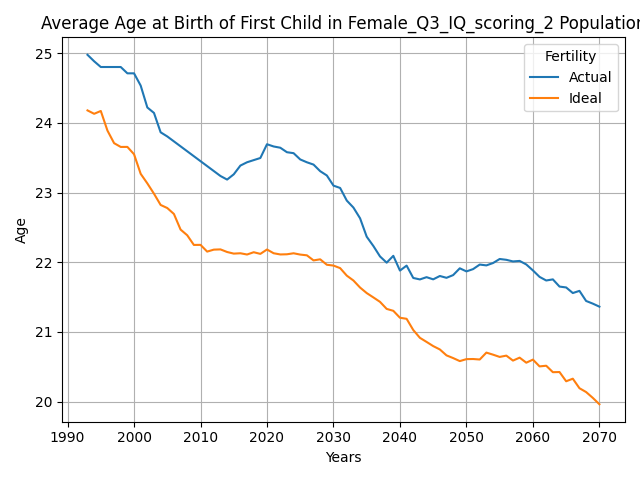 Average Age at Birth of First Child in Female_Q3_IQ_scoring_2 Population
Fertility
Actual
Ideal
Age
25
24
23
22
21
20
1990 2000 2010 2020 2030 2040 2050 2060 2070
Years